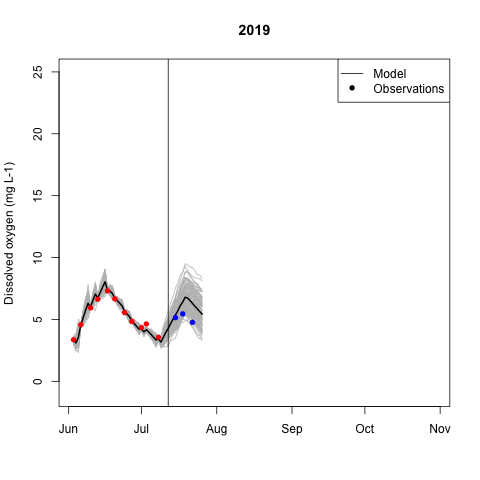 2019
Model
Observations
Dissolved oxygen (mg L-1)
25
20
15
10
5
0
Jun Jul Aug Sep Oct Nov